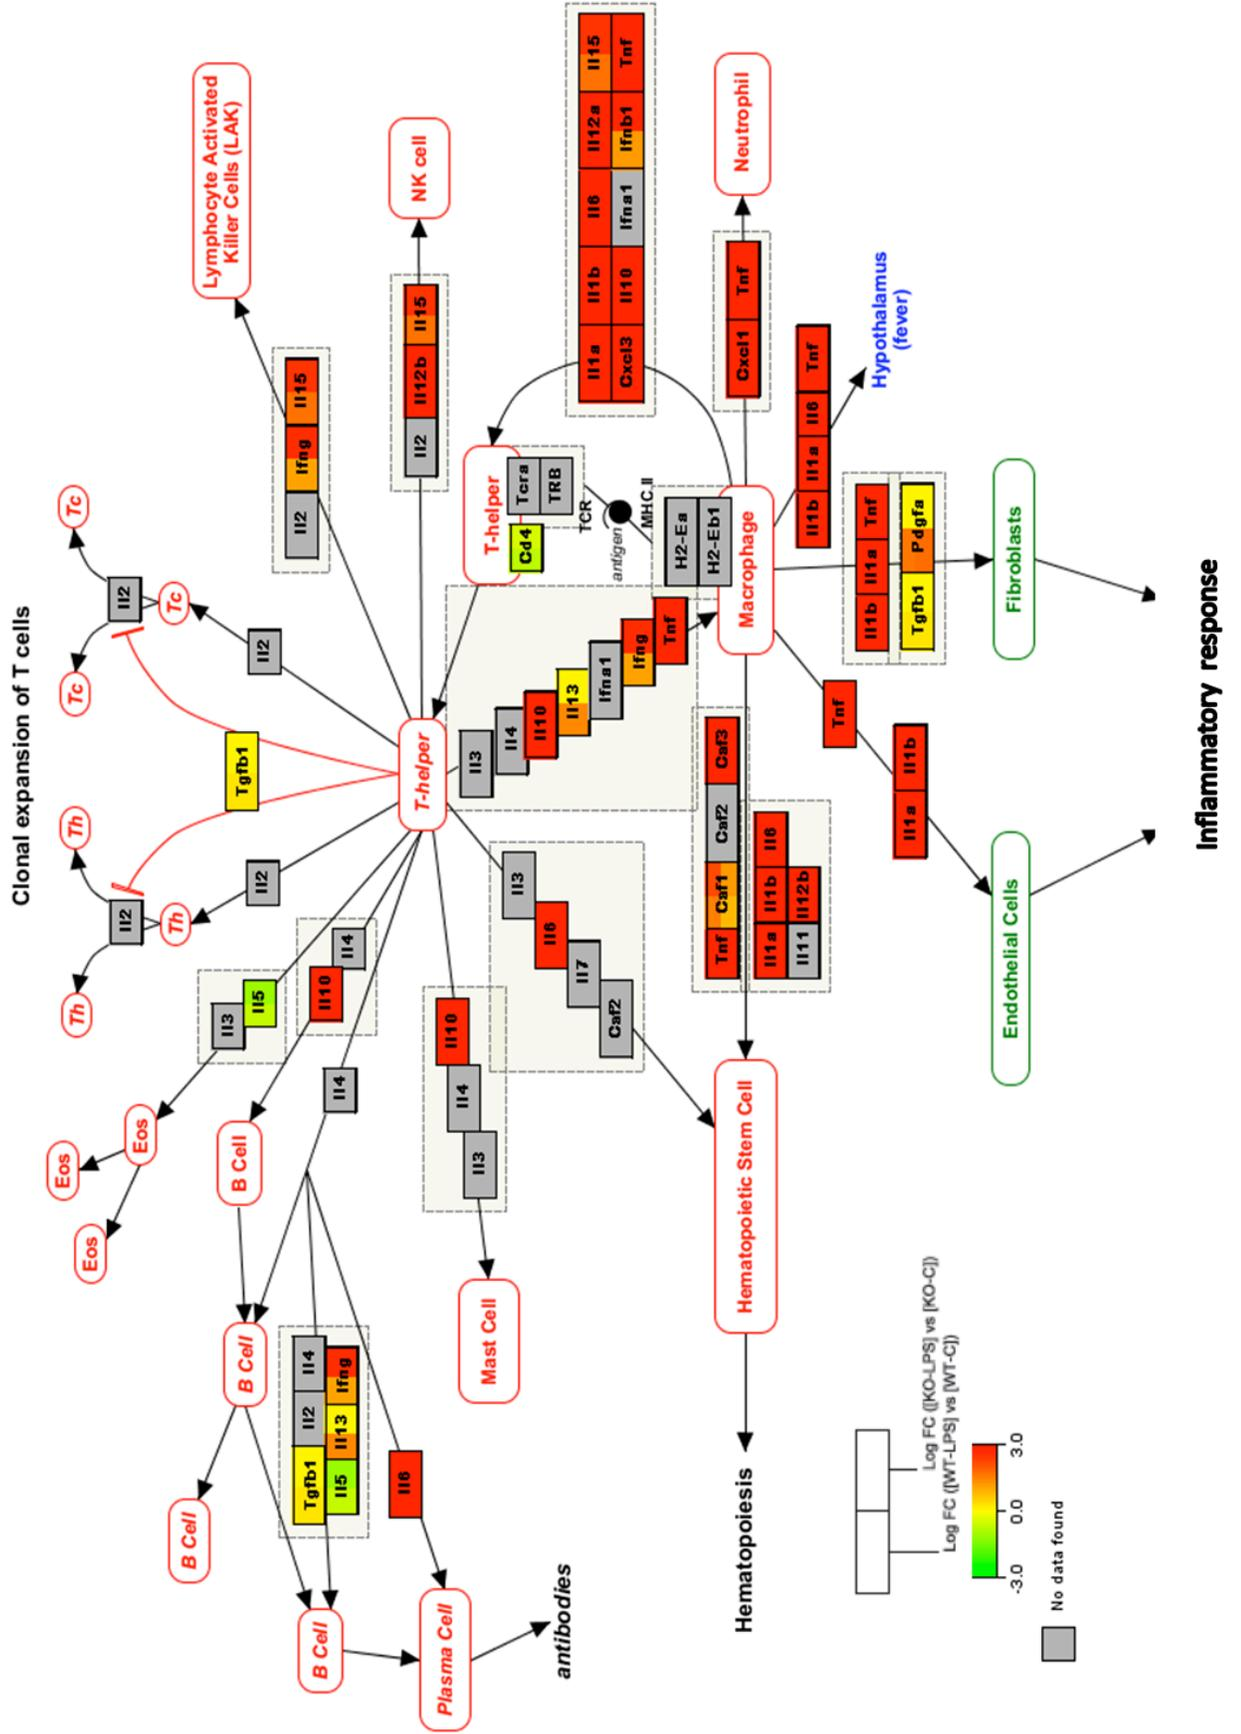 Clonal expansion of T cells
Eos
Eos
Th
Th
Tc
Tc
Eos
Il2
Il2
Th
Tc
B Cell
B Cell
B Cell
Il3
Il5
Il2
Tgfb1
Il2
Lymphocyte Activated
Killer Cells (LAK)
B Cell
Tgfb1 Il2 Il4
Il5 Il13 Ifng
Il4
Il10
Il4
Il2 Ifng Il15
Plasma Cell
Il6
T-helper
Il2 Il12b Il15
NK cell
antibodies
Mast Cell
Il3
Il4
Il10
Il3
Il4
Il10
Il13
Ifna1
Ifng
Tnf
T-helper
Cd4
Tcra
TRB
TCR
antigen
MHC II
Il3
Il6
Il7
Csf2
Il1a Il1b Il6 Il12a Il15
Cxcl3 Il10 Ifna1 Ifnb1 Tnf
H2-Ea
H2-Eb1
Hematopoiesis
Hematopoietic Stem Cell
Tnf Csf1 Csf2 Csf3
Il1a Il1b Il6
Il11 Il12b
Macrophage
Cxcl1 Tnf
Neutrophil
Il1b Il1a Il6 Tnf
Hypothalamus
(fever)
Tnf
Il1b Il1a Tnf
Tgfb1 Pdgfa
Il1a Il1b
Endothelial Cells
Fibroblasts
Log FC ([KO-LPS] vs [KO-C])
Log FC ([WT-LPS] vs [WT-C])
-3.0 0.0 3.0
No data found
Inflammatory response